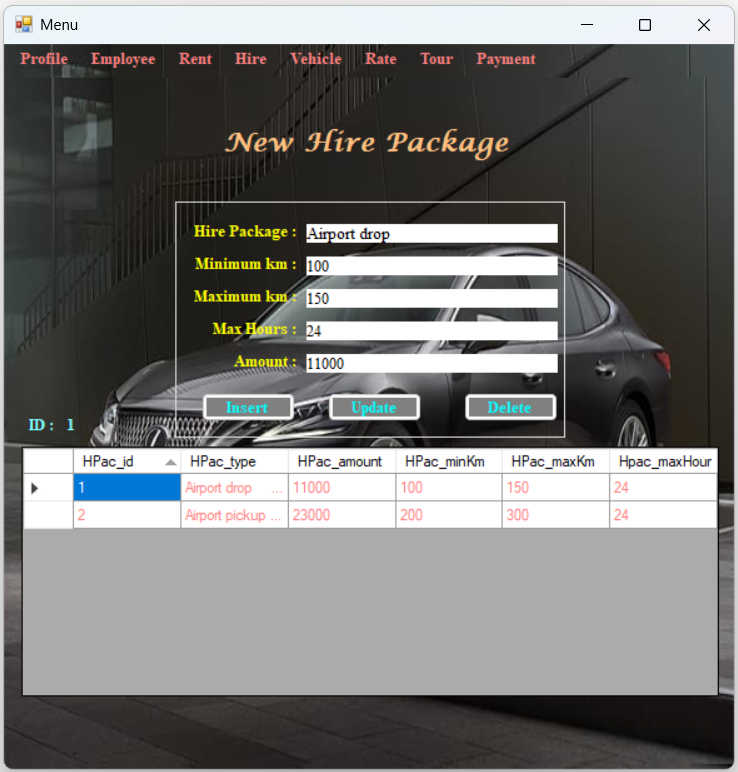 Menu
Profile Employee Rent Hire Vehicle Rate Tour Payment
New Hire Package
Hire Package : Airport drop
Minimum km : 100
Maximum km : 150
Max Hours : 24
Amount : 11000
Insert Update Delete
ID : 1
HPac_id HPac_type HPac_amount HPac_minKm HPac_maxKm Hpac_maxHour
1 Airport drop ... 11000 100 150 24
2 Airport pickup ... 23000 200 300 24